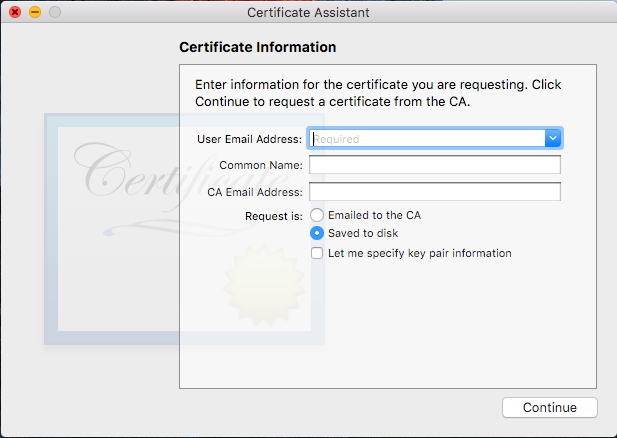 Certificate Assistant
Certificate Information
Enter information for the certificate you are requesting. Click
Continue to request a certificate from the CA.
User Email Address: Required
Common Name:
CA Email Address:
Request is: Emailed to the CA
Saved to disk
Let me specify key pair information
Certificate
Continue